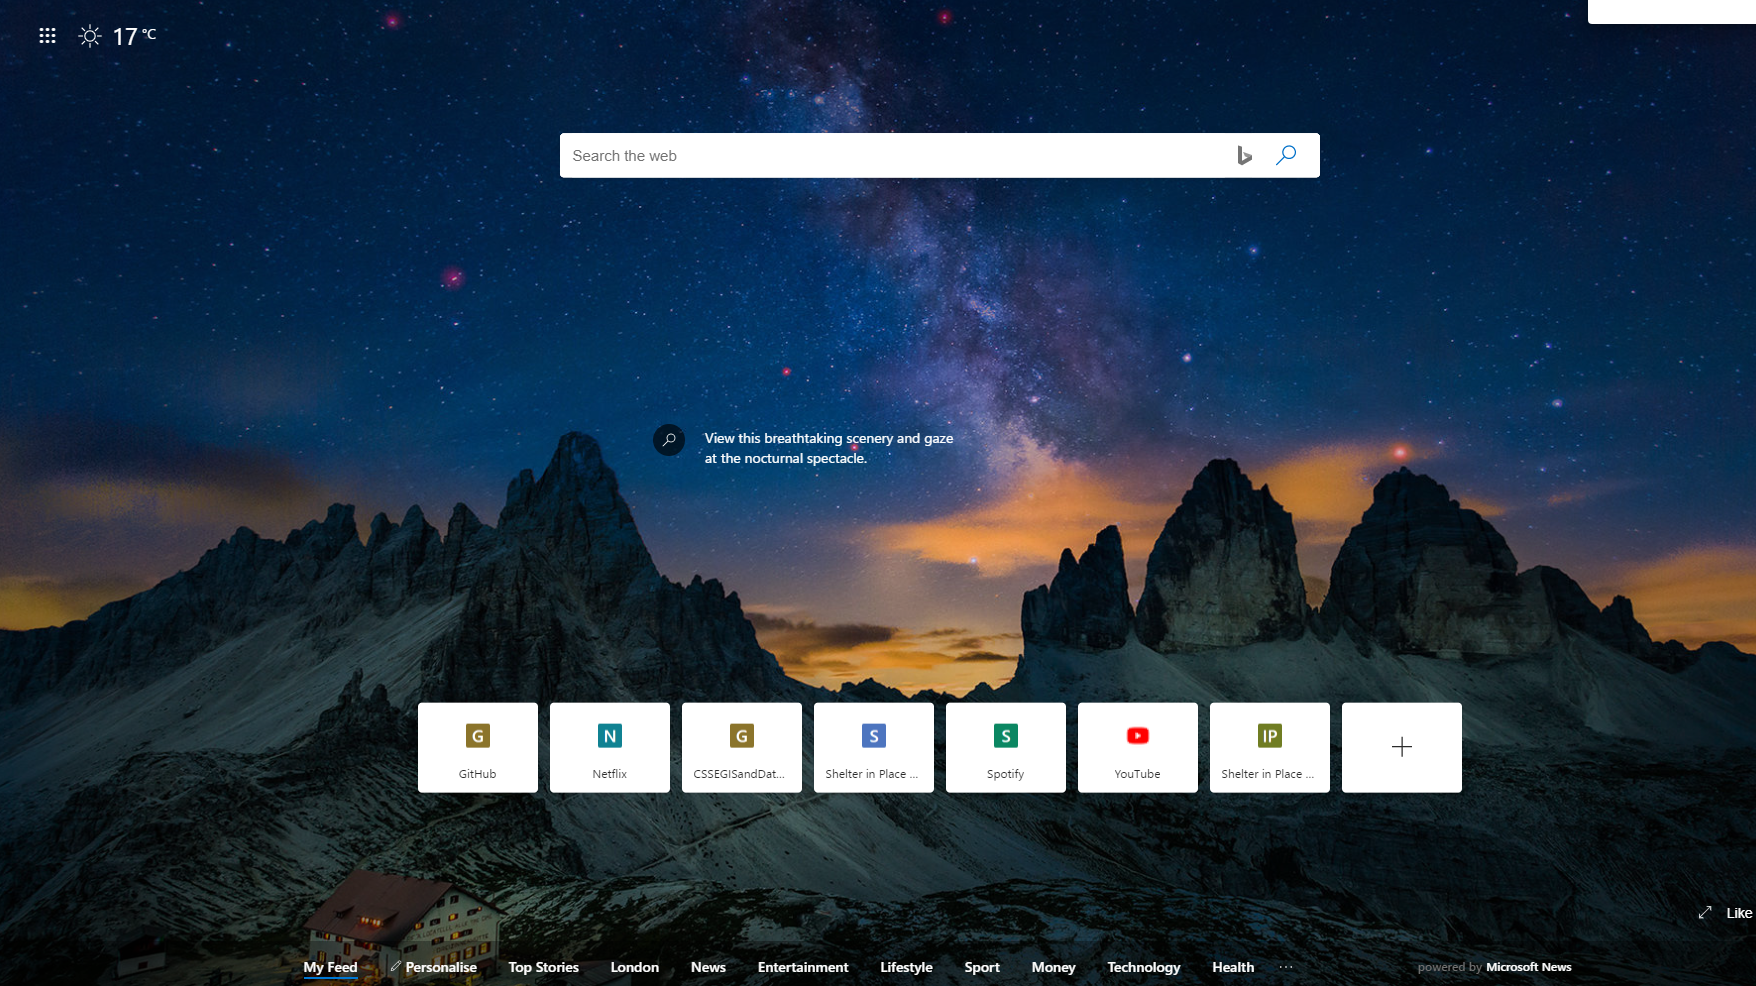 17 °C
Search the web
View this breathtaking scenery and gaze
at the nocturnal spectacle.
G
GitHub
N
Netflix
G
CSSEGISandDat...
S
Shelter in Place ...
S
Spotify
YouTube
IP
Shelter in Place ...
Like
My Feed
Personalise
Top Stories
London
News
Entertainment
Lifestyle
Sport
Money
Technology
Health
...
powered by Microsoft News